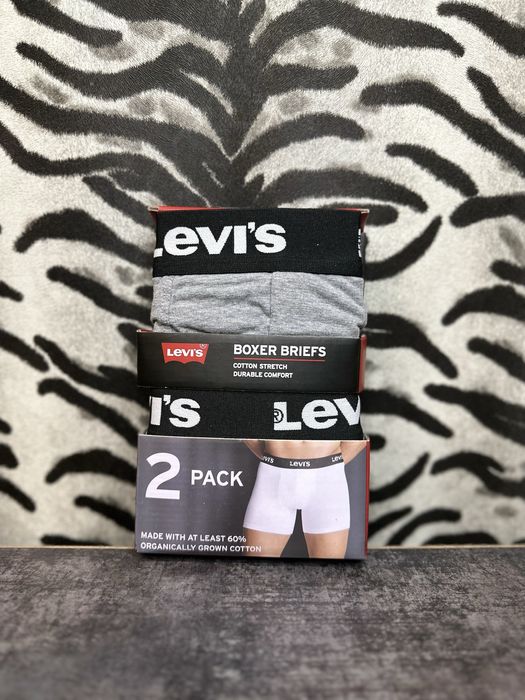 LEVI'S
LEVI'S®
BOXER BRIEFS
COTTON STRETCH
DURABLE COMFORT
I'S ®LEV
2 PACK
LEVI'S
MADE WITH AT LEAST 60%
ORGANICALLY GROWN COTTON